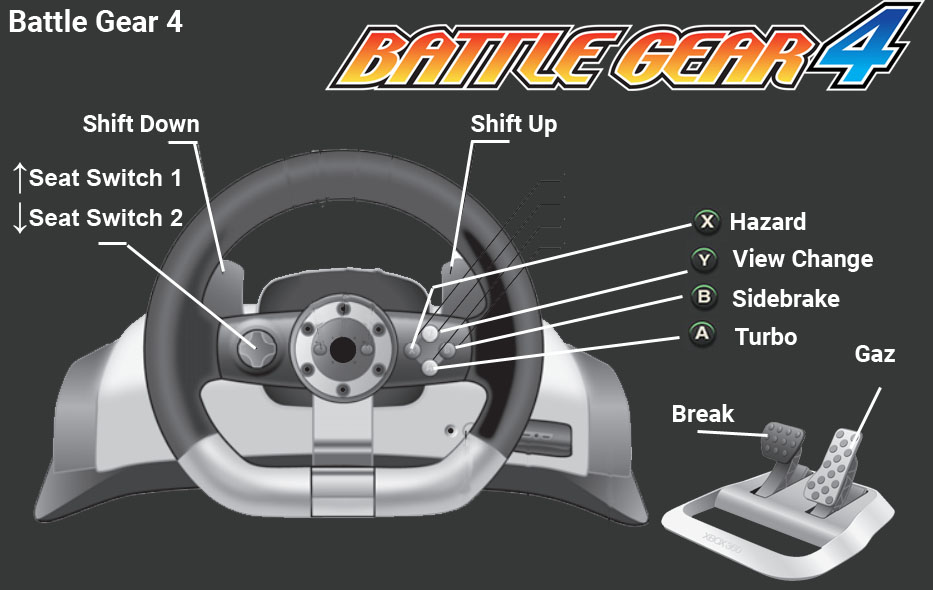 Battle Gear 4
BATTLE GEAR 4
Shift Down
Shift Up
↑Seat Switch 1
↓Seat Switch 2
X Hazard
Y View Change
B Sidebrake
A Turbo
Gaz
Break
XBOX 360